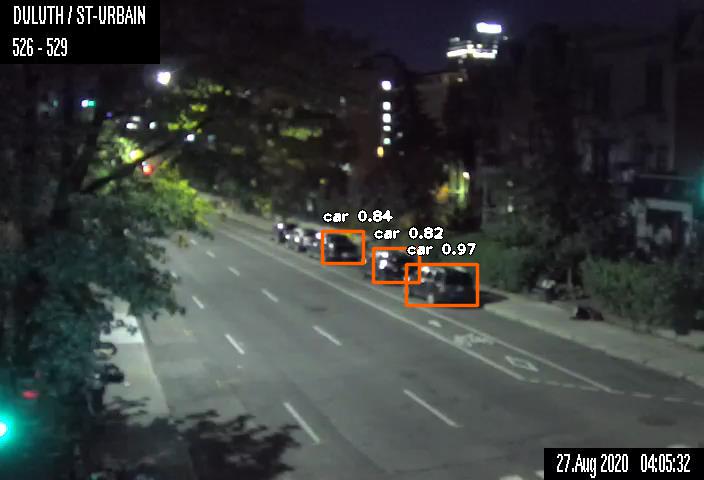 DULUTH / ST-URBAIN
526 - 529
car 0.84
car 0.82
car 0.97
27.Aug 2020 04:05:32